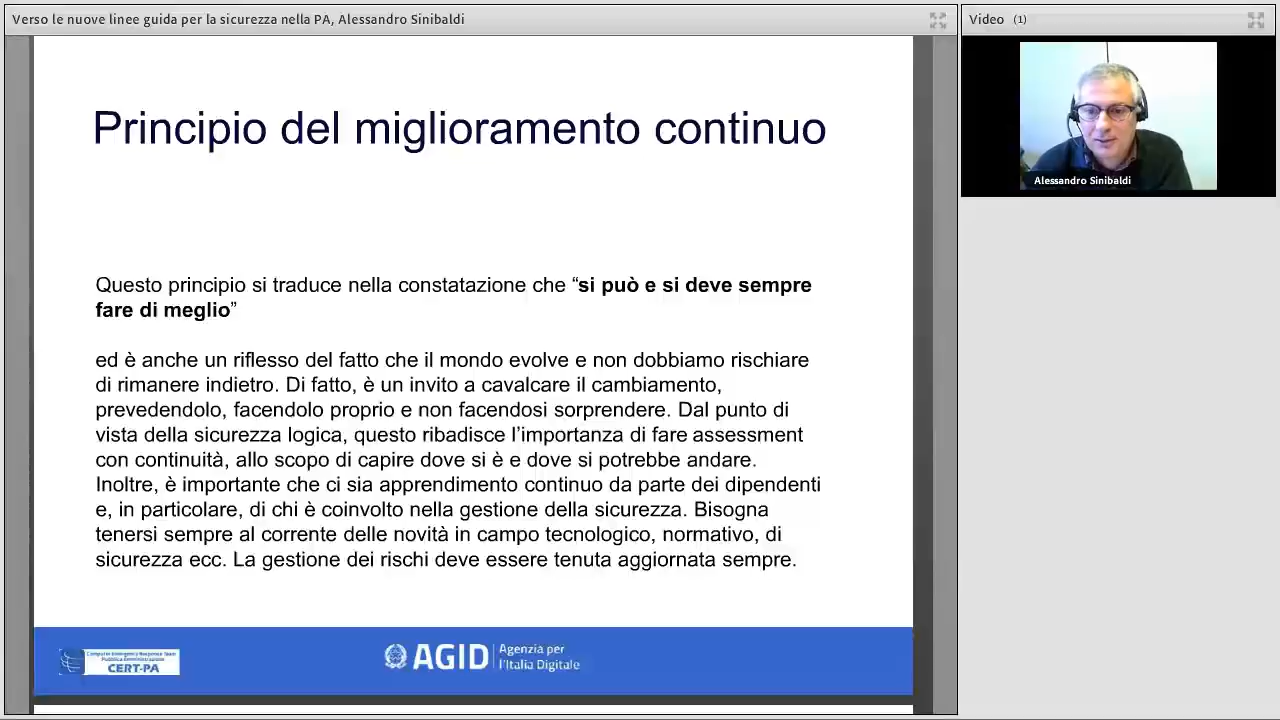 Verso le nuove linee guida per la sicurezza nella PA, Alessandro Sinibaldi
Video (1)
Alessandro Sinibaldi
Principio del miglioramento continuo
Questo principio si traduce nella constatazione che “si può e si deve sempre
fare di meglio”
ed è anche un riflesso del fatto che il mondo evolve e non dobbiamo rischiare
di rimanere indietro. Di fatto, è un invito a cavalcare il cambiamento,
prevedendolo, facendolo proprio e non facendosi sorprendere. Dal punto di
vista della sicurezza logica, questo ribadisce l’importanza di fare assessment
con continuità, allo scopo di capire dove si è e dove si potrebbe andare.
Inoltre, è importante che ci sia apprendimento continuo da parte dei dipendenti
e, in particolare, di chi è coinvolto nella gestione della sicurezza. Bisogna
tenersi sempre al corrente delle novità in campo tecnologico, normativo, di
sicurezza ecc. La gestione dei rischi deve essere tenuta aggiornata sempre.
Computer Emergency Response Team
Pubblica Amministrazione
CERT-PA
AGID
Agenzia per
l’Italia Digitale